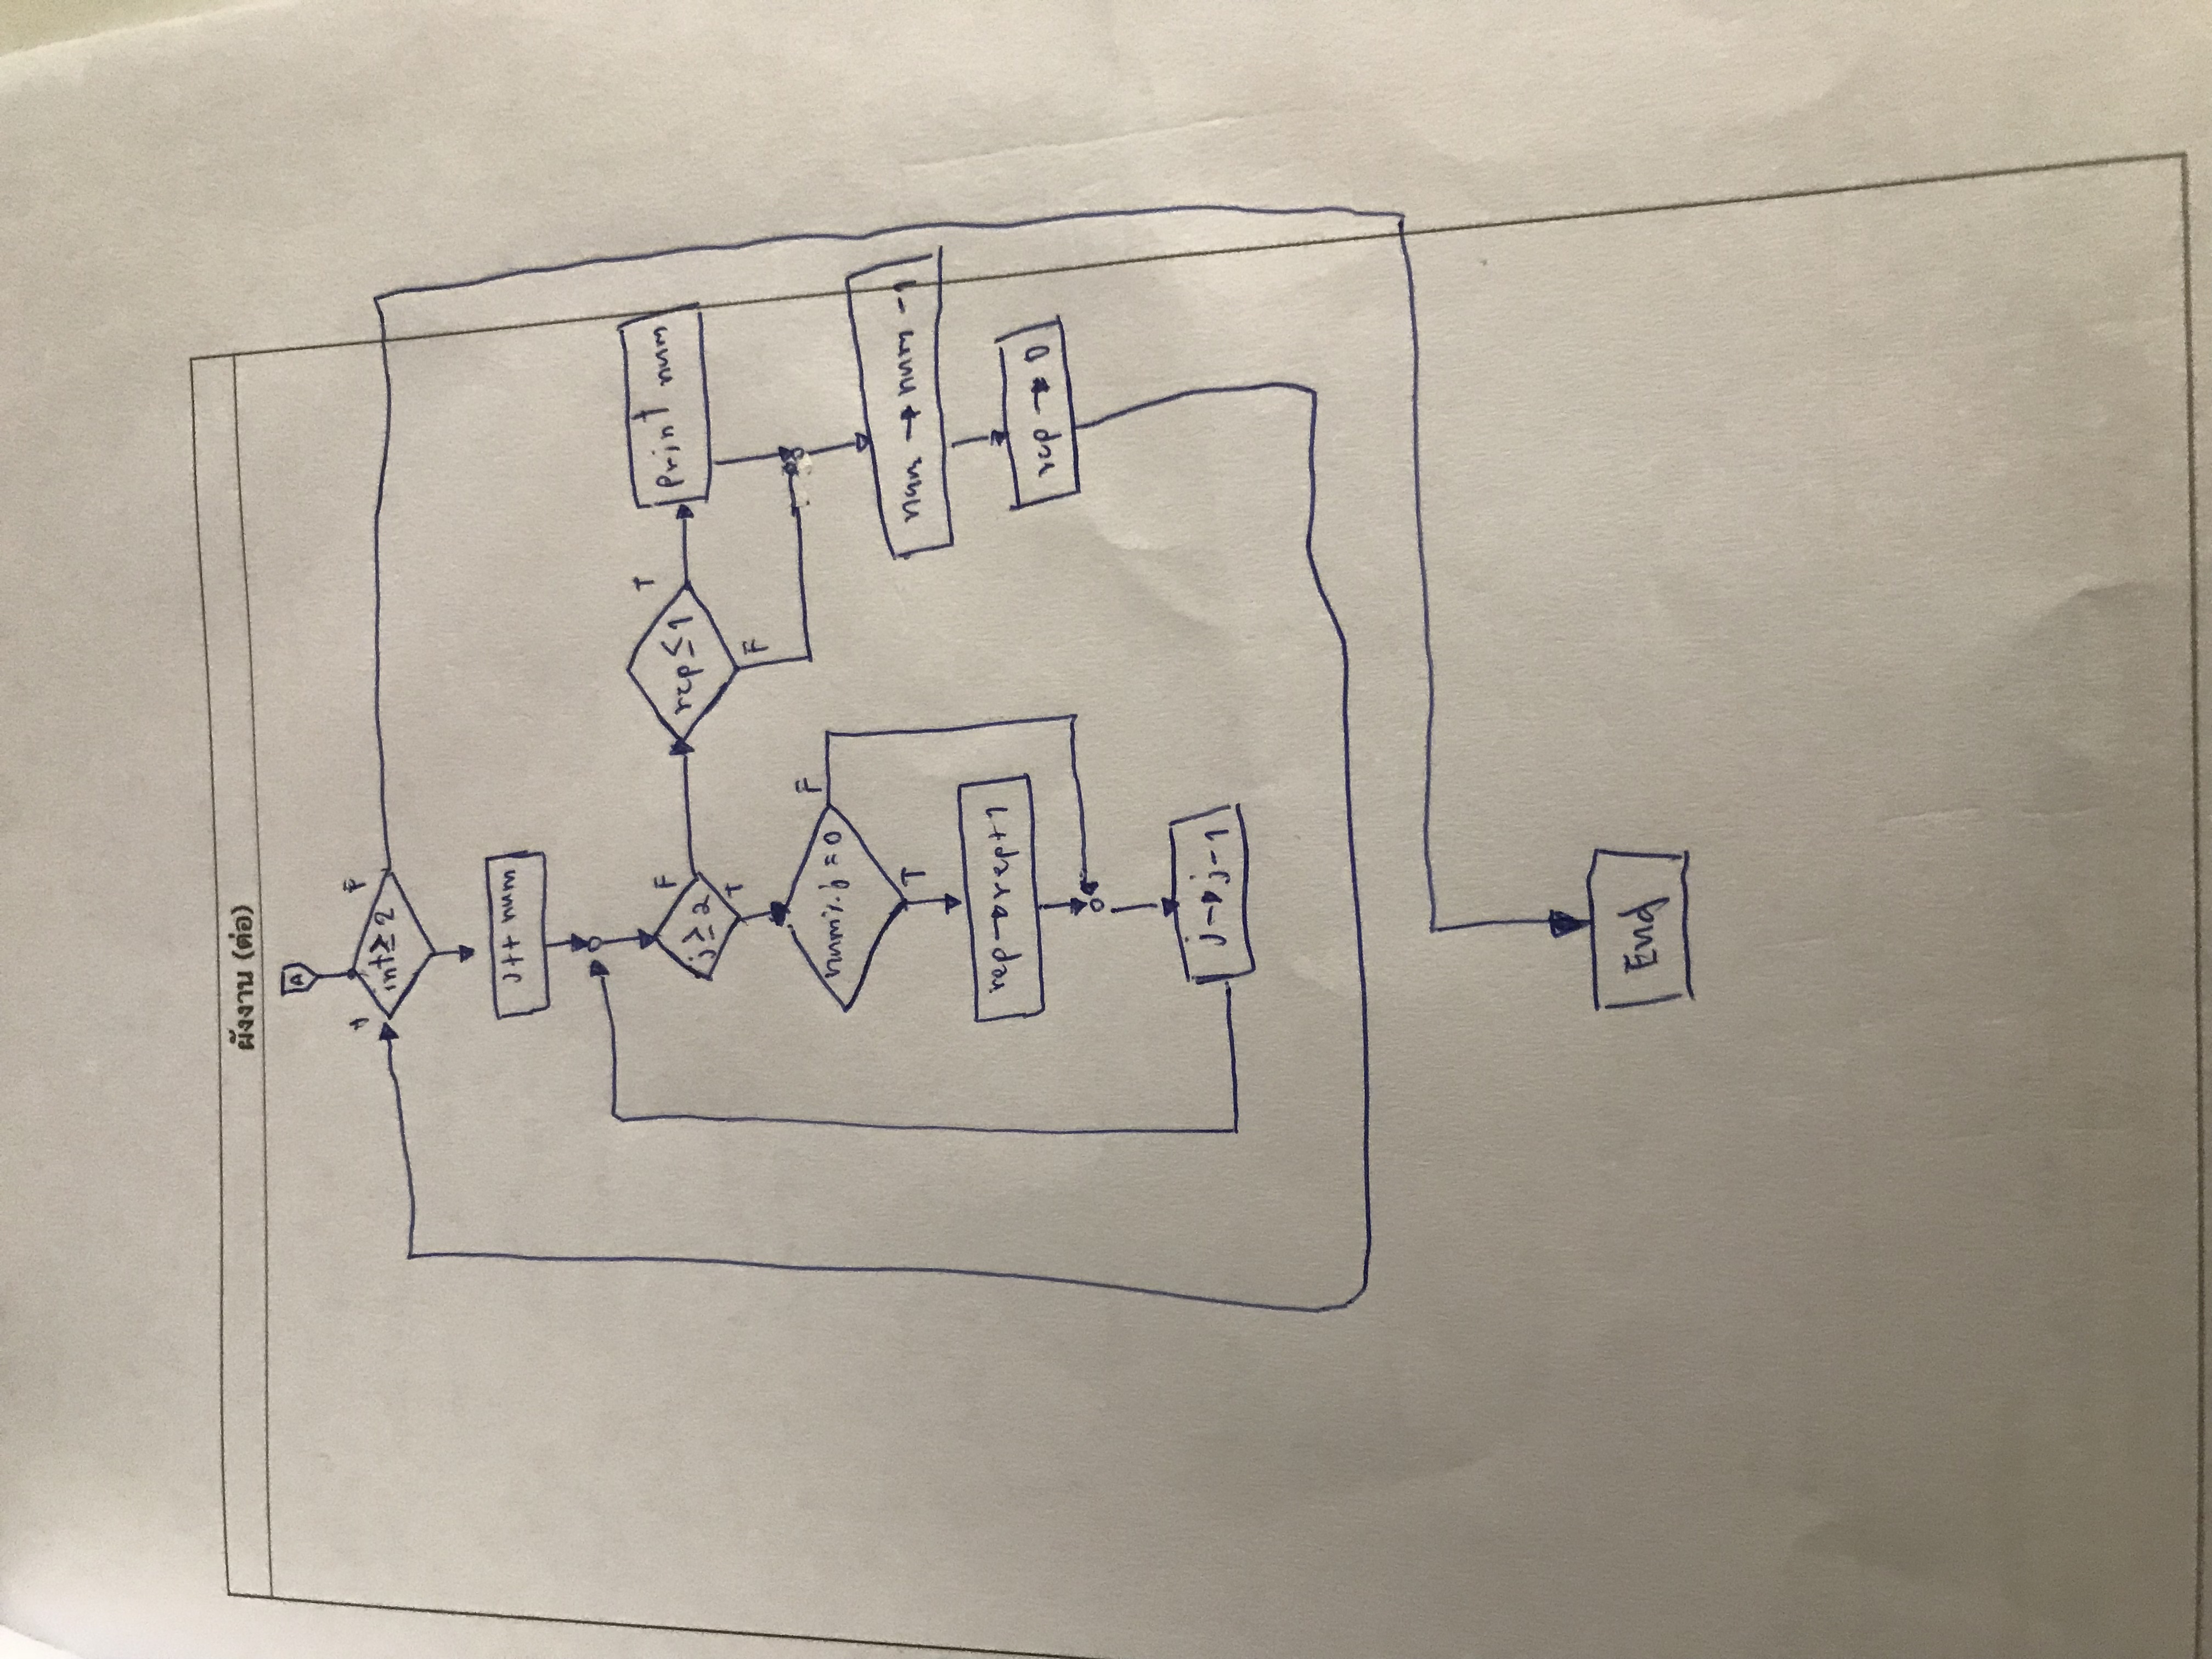 ผังงาน (ต่อ)
A
F
int ≥ 2
j++ num
j ≥ 2
F
T
rep ≤ 1
T
F
print num
num % j = 0
F
T
num → num - 1
rep → rep + 1
rep → 0
j → j - 1
End